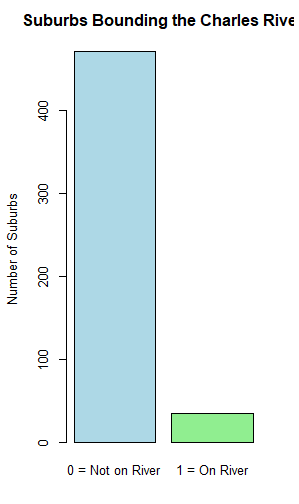 Suburbs Bounding the Charles Rive
Number of Suburbs
400
300
200
100
0
0 = Not on River
1 = On River